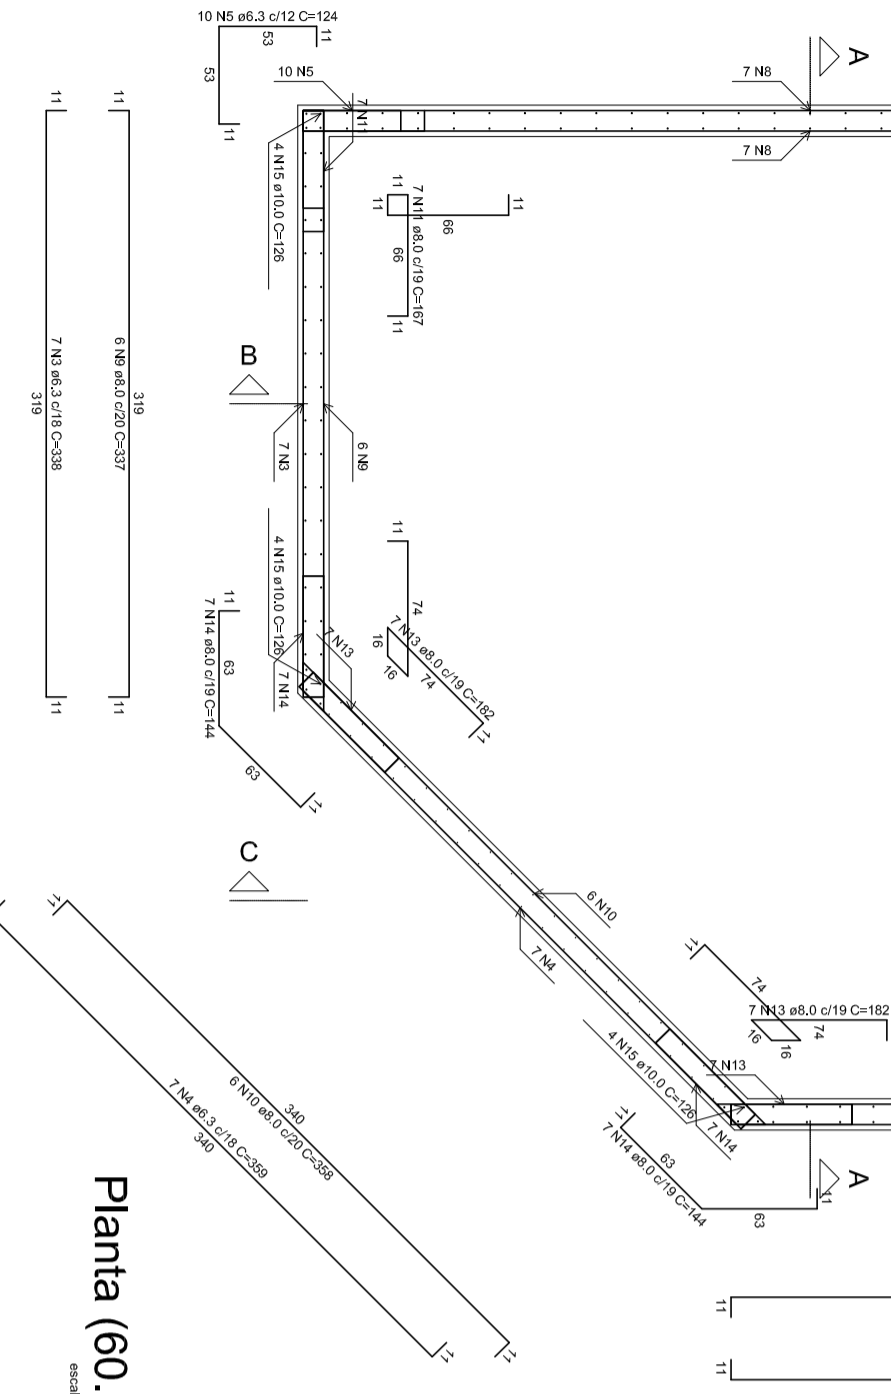 10 N5 ø6.3 c/12 C=124
11
53
53
11
10 N5
7 N11
7 N8
7 N8
A
4 N15 ø10.0 C=126
11
11
7 N11 ø8.0 c/19 C=167
66
66
11
11
11
11
B
6 N9 ø8.0 c/20 C=337
319
7 N3 ø6.3 c/18 C=338
319
7 N3
6 N9
4 N15 ø10.0 C=126
11
74
7 N13 ø8.0 c/19 C=182
16
16
74
11
7 N13
7 N14
11
63
7 N14 ø8.0 c/19 C=144
63
11
11
11
C
6 N10
7 N4
11
74
7 N13 ø8.0 c/19 C=182
74
16
16
7 N13
4 N15 ø10.0 C=126
7 N14
11
63
7 N14 ø8.0 c/19 C=144
63
11
A
11
340
6 N10 ø8.0 c/20 C=358
7 N4 ø6.3 c/18 C=359
340
11
11
11
11
Planta (60.
escal